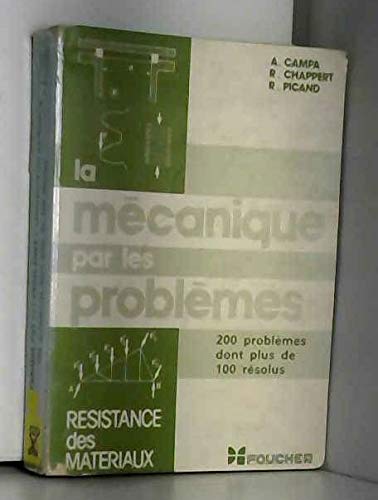 A. CAMPA
R. CHAPPERT
R. PICAND
la
mécanique
par les
problèmes
200 problèmes
dont plus de
100 résolus
RESISTANCE
des
MATERIAUX
FOUCHER